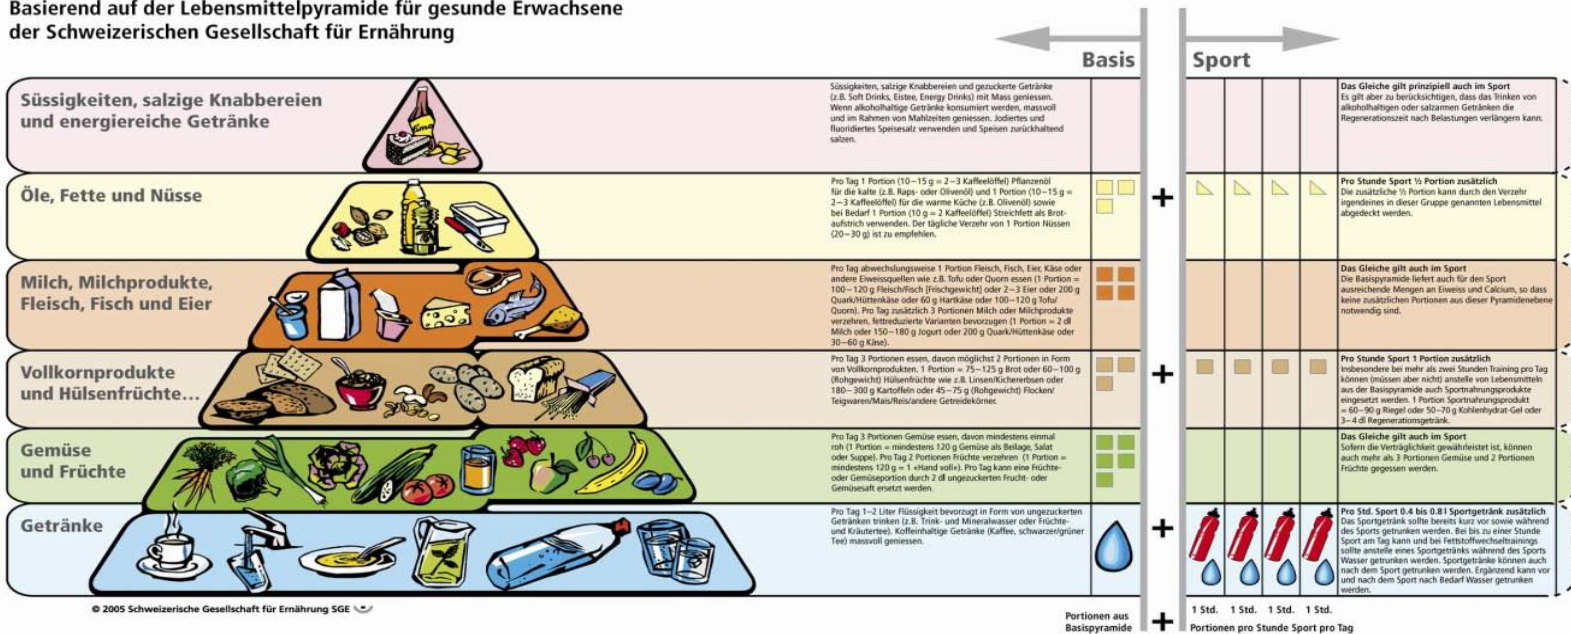 Basierend auf der Lebensmittelpyramide für gesunde Erwachsene
der Schweizerischen Gesellschaft für Ernährung
Basis
Sport
Süssigkeiten, salzige Knabbereien
und energiereiche Getränke
Süssigkeiten, salzige Knabbereien und gezuckerte Getränke
(z.B. Soft Drinks, Eistee, Energy Drinks) mit Mass geniessen.
Wenn alkoholhaltige Getränke konsumiert werden, massvoll
und im Rahmen von Mahlzeiten geniessen. Jodiertes und
fluoridiertes Speisesalz verwenden und Speisen zurückhaltend
salzen.
Das Gleiche gilt prinzipiell auch im Sport
Es gilt aber zu berücksichtigen, dass das Trinken von
alkoholhaltigen oder salzarmen Getränken die
Regenerationszeit nach Belastungen verlängern kann.
Öle, Fette und Nüsse
Pro Tag 1 Portion (10–15 g = 2–3 Kaffeelöffel) Pflanzenöl
für die kalte (z.B. Raps- oder Olivenöl) und 1 Portion (10–15 g =
2–3 Kaffeelöffel) für die warme Küche (z.B. Olivenöl) sowie
bei Bedarf 1 Portion (10 g = 2 Kaffeelöffel) Streichfett als Brot-
aufstrich verwenden. Der tägliche Verzehr von 1 Portion Nüssen
(20–30 g) ist zu empfehlen.
+
Pro Stunde Sport ½ Portion zusätzlich
Die zusätzliche ½ Portion kann durch den Verzehr
irgendeines in dieser Gruppe genannten Lebensmittel
abgedeckt werden.
Milch, Milchprodukte,
Fleisch, Fisch und Eier
Pro Tag abwechslungsweise 1 Portion Fleisch, Fisch, Eier, Käse oder
andere Eiweissquellen wie z.B. Tofu oder Quorn essen (1 Portion =
100–120 g Fleisch/Fisch [Frischgewicht] oder 2–3 Eier oder 200 g
Quark/Hüttenkäse oder 60 g Hartkäse oder 100–120 g Tofu/
Quorn). Pro Tag zusätzlich 3 Portionen Milch oder Milchprodukte
verzehren, fettreduzierte Varianten bevorzugen (1 Portion = 2 dl
Milch oder 150–180 g Jogurt oder 200 g Quark/Hüttenkäse oder
30–60 g Käse).
Das Gleiche gilt auch im Sport
Die Basispyramide liefert auch für den Sport
ausreichende Mengen an Eiweiss und Calcium, so dass
keine zusätzlichen Portionen aus dieser Pyramidenebene
notwendig sind.
Vollkornprodukte
und Hülsenfrüchte...
Pro Tag 3 Portionen essen, davon möglichst 2 Portionen in Form
von Vollkornprodukten. 1 Portion = 75–125 g Brot oder 60–100 g
(Rohgewicht) Hülsenfrüchte wie z.B. Linsen/Kichererbsen oder
180–300 g Kartoffeln oder 45–75 g (Rohgewicht) Flocken/
Teigwaren/Mais/Reis/andere Getreidekörner.
+
Pro Stunde Sport 1 Portion zusätzlich
Insbesondere bei mehr als zwei Stunden Training pro Tag
können (müssen aber nicht) anstelle von Lebensmitteln
aus der Basispyramide auch Sportnahrungsprodukte
eingesetzt werden. 1 Portion Sportnahrungsprodukt
= 60–90 g Riegel oder 50–70 g Kohlenhydrat-Gel oder
3–4 dl Regenerationsgetränk.
Gemüse
und Früchte
Pro Tag 3 Portionen Gemüse essen, davon mindestens einmal
roh (1 Portion = mindestens 120 g Gemüse als Beilage, Salat
oder Suppe). Pro Tag 2 Portionen Früchte verzehren (1 Portion =
mindestens 120 g = 1 «Hand voll»). Pro Tag kann eine Früchte-
oder Gemüseportion durch 2 dl ungezuckerten Frucht- oder
Gemüsesaft ersetzt werden.
Das Gleiche gilt auch im Sport
Sofern die Verträglichkeit gewährleistet ist, können
auch mehr als 3 Portionen Gemüse und 2 Portionen
Früchte gegessen werden.
Getränke
Pro Tag 1–2 Liter Flüssigkeit bevorzugt in Form von ungezuckerten
Getränken trinken (z.B. Trink- und Mineralwasser oder Früchte-
und Kräutertee). Koffeinhaltige Getränke (Kaffee, schwarzer/grüner
Tee) massvoll geniessen.
+
Pro Std. Sport 0.4 bis 0.8 l Sportgetränk zusätzlich
Das Sportgetränk sollte bereits kurz vor sowie während
des Sports getrunken werden. Bei bis zu einer Stunde
Sport am Tag kann und bei Fettstoffwechseltrainings
sollte anstelle eines Sportgetränks während des Sports
Wasser getrunken werden. Sportgetränke können auch
nach dem Sport getrunken werden. Ergänzend kann vor
und nach dem Sport nach Bedarf Wasser getrunken
werden.
© 2005 Schweizerische Gesellschaft für Ernährung SGE
1 Std. 1 Std. 1 Std. 1 Std.
Portionen aus
Basispyramide
+
Portionen pro Stunde Sport pro Tag